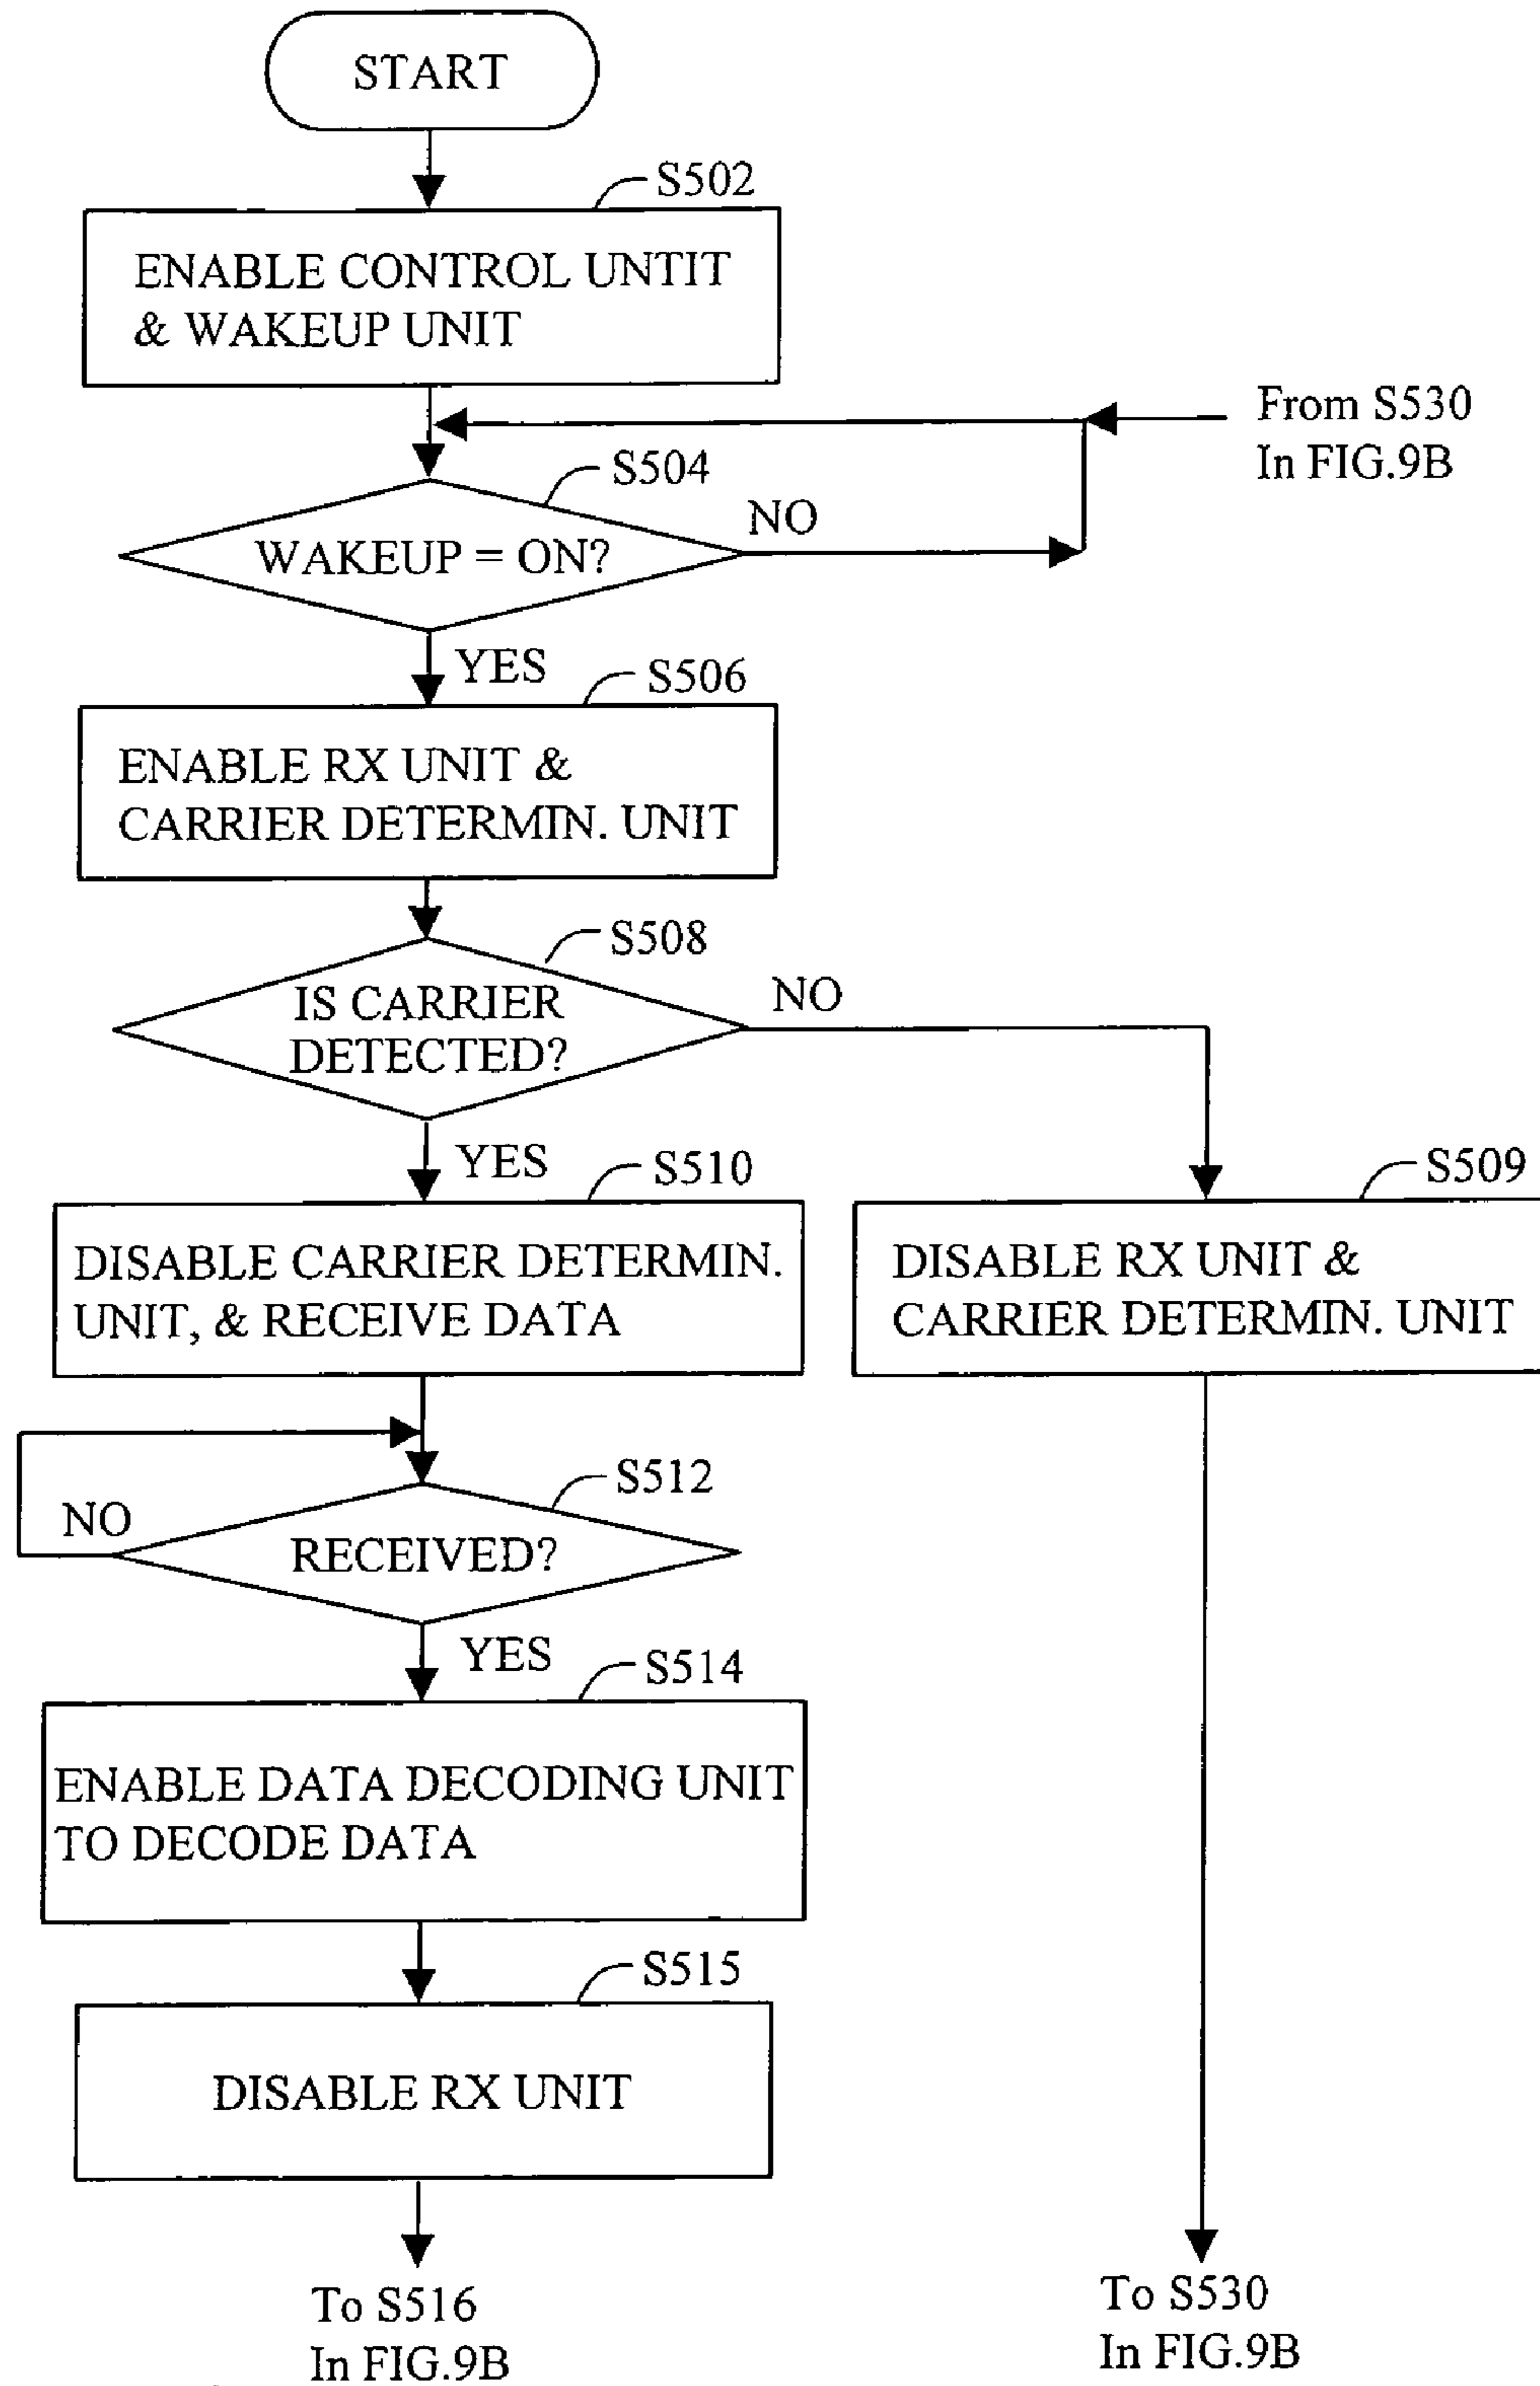 START
S502
ENABLE CONTROL UNTIT
& WAKEUP UNIT
From S530
In FIG.9B
S504
NO
WAKEUP = ON?
YES
S506
ENABLE RX UNIT &
CARRIER DETERMIN. UNIT
S508
NO
IS CARRIER
DETECTED?
YES
S510
S509
DISABLE CARRIER DETERMIN.
UNIT, & RECEIVE DATA
DISABLE RX UNIT &
CARRIER DETERMIN. UNIT
S512
NO
RECEIVED?
YES
S514
ENABLE DATA DECODING UNIT
TO DECODE DATA
S515
DISABLE RX UNIT
To S516
In FIG.9B
To S530
In FIG.9B